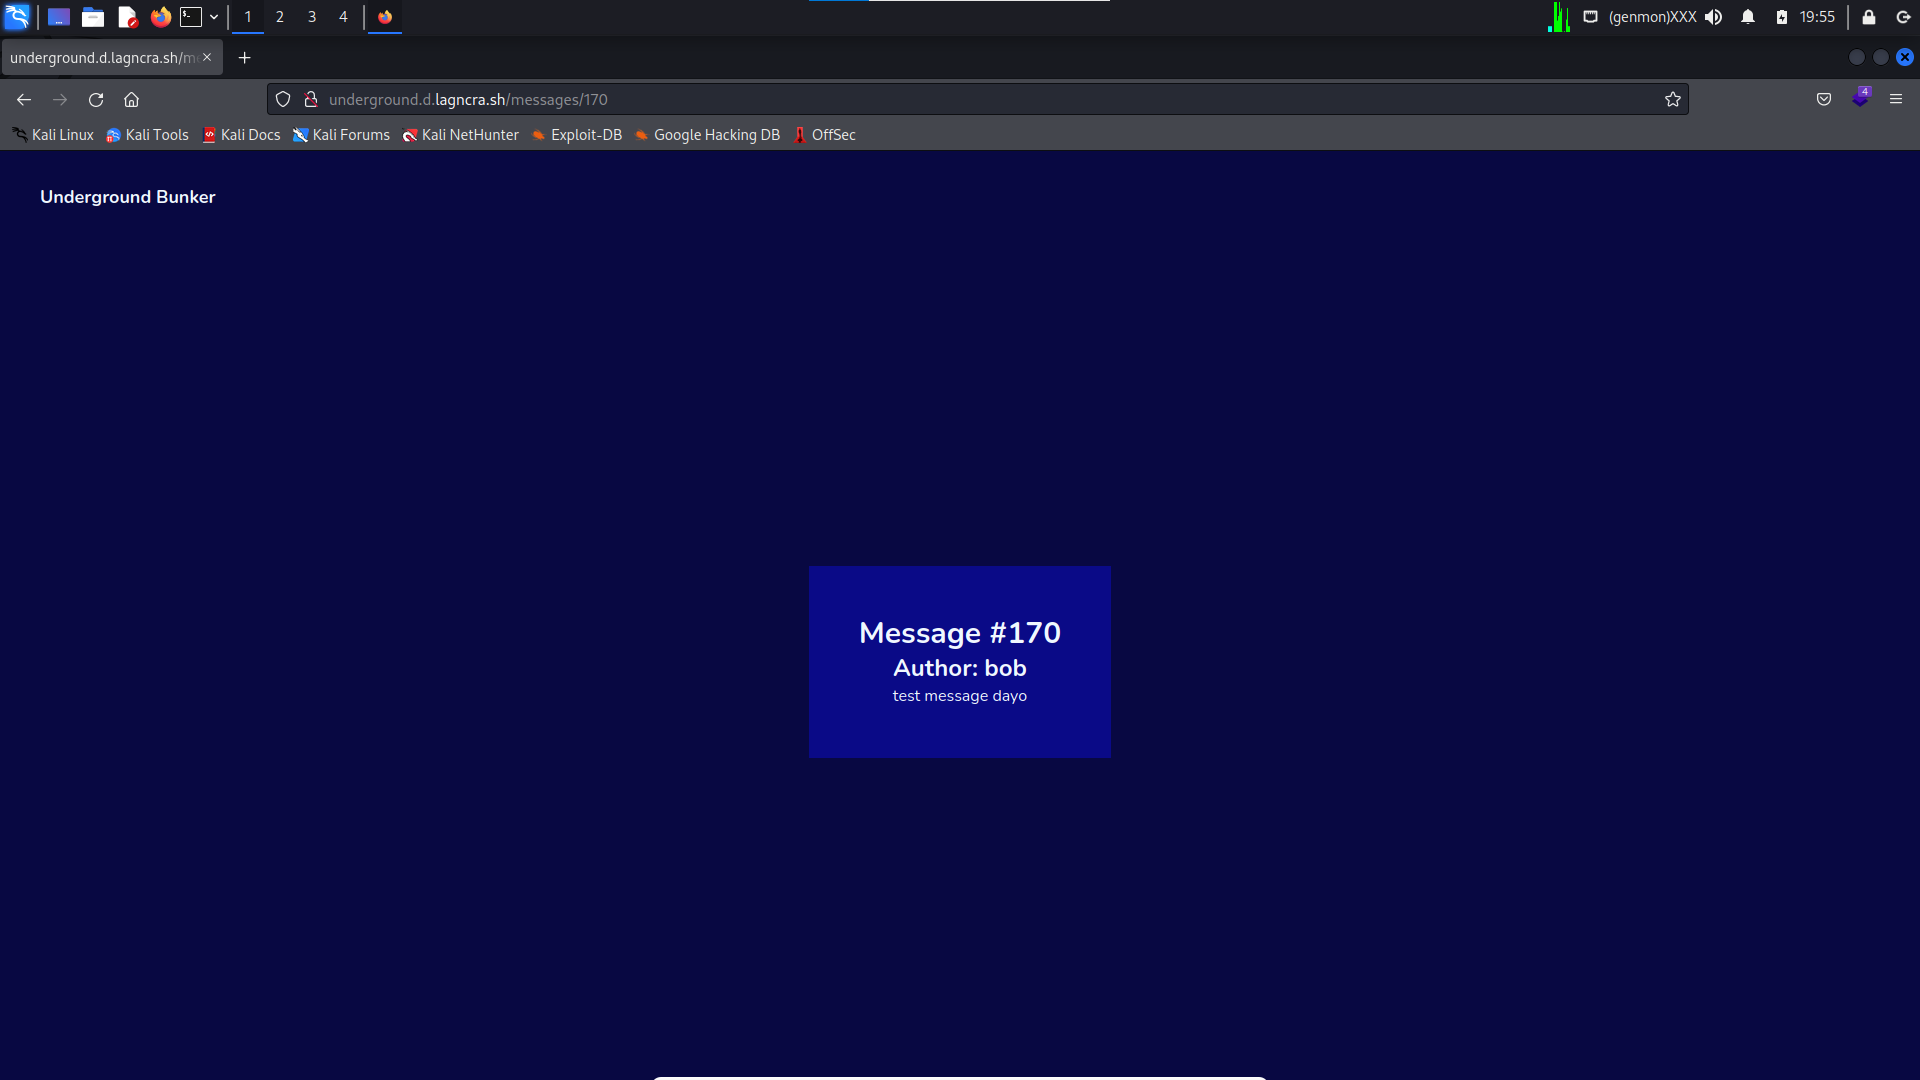 1 2 3 4 (genmon)XXX 19:55
underground.d.lagncra.sh/me
underground.d.lagncra.sh/messages/170 4
Kali Linux Kali Tools Kali Docs Kali Forums Kali NetHunter Exploit-DB Google Hacking DB OffSec
Underground Bunker
Message #170
Author: bob
test message dayo